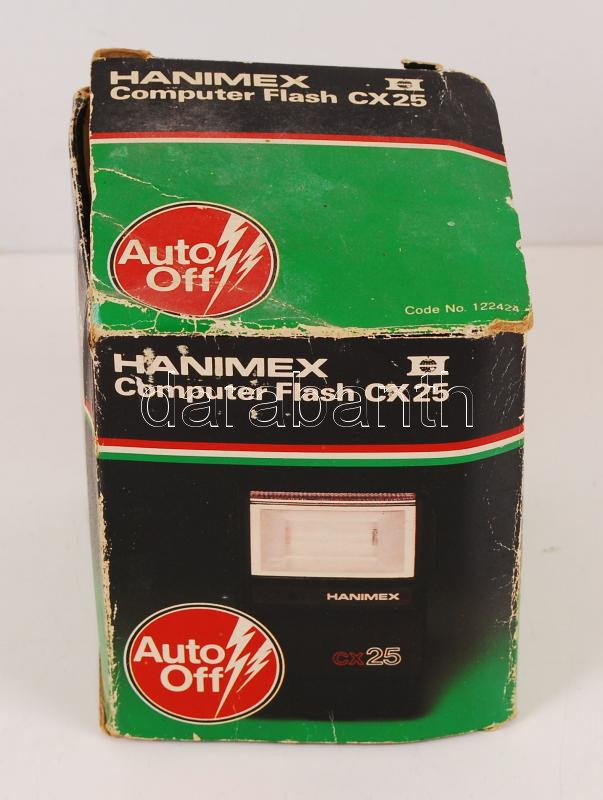 HANIMEX
Computer Flash CX25
Auto
Off
Code No. 122424
HANIMEX
Computer Flash CX25
darabanth
HANIMEX
cx25
Auto
Off